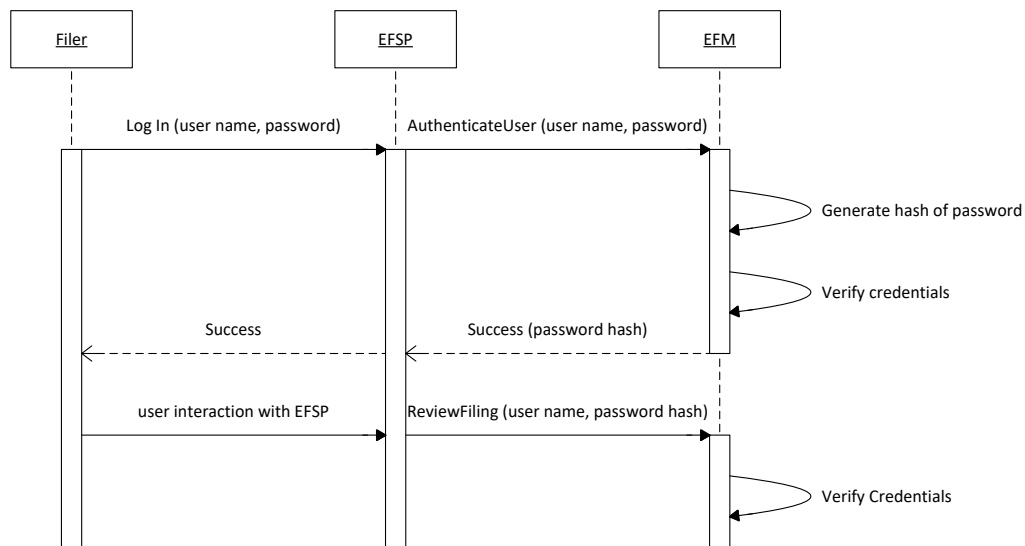 Filer
EFSP
EFM
Log In (user name, password)
AuthenticateUser (user name, password)
Generate hash of password
Verify credentials
Success
Success (password hash)
user interaction with EFSP
ReviewFiling (user name, password hash)
Verify Credentials